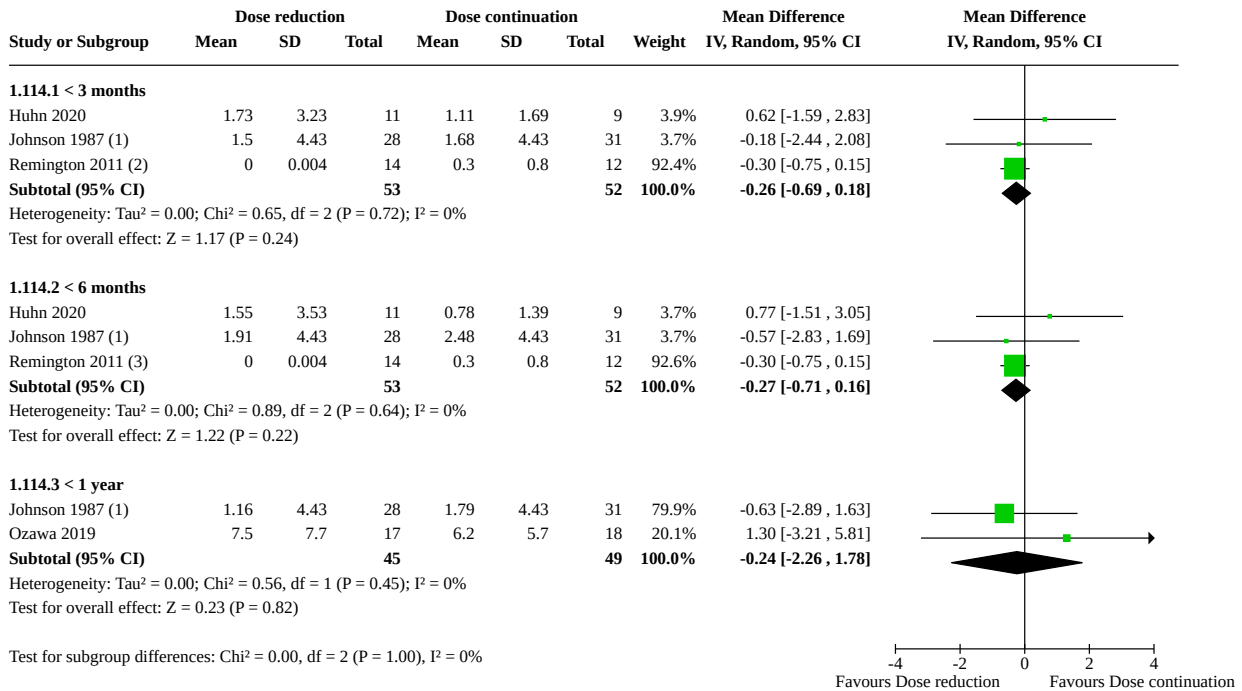 Dose reduction Dose continuation Mean Difference Mean Difference
Study or Subgroup Mean SD Total Mean SD Total Weight IV, Random, 95% CI IV, Random, 95% CI
1.114.1 < 3 months
Huhn 2020 1.73 3.23 11 1.11 1.69 9 3.9% 0.62 [-1.59 , 2.83]
Johnson 1987 (1) 1.5 4.43 28 1.68 4.43 31 3.7% -0.18 [-2.44 , 2.08]
Remington 2011 (2) 0 0.004 14 0.3 0.8 12 92.4% -0.30 [-0.75 , 0.15]
Subtotal (95% CI) 53 52 100.0% -0.26 [-0.69 , 0.18]
Heterogeneity: Tau² = 0.00; Chi² = 0.65, df = 2 (P = 0.72); I² = 0%
Test for overall effect: Z = 1.17 (P = 0.24)
1.114.2 < 6 months
Huhn 2020 1.55 3.53 11 0.78 1.39 9 3.7% 0.77 [-1.51 , 3.05]
Johnson 1987 (1) 1.91 4.43 28 2.48 4.43 31 3.7% -0.57 [-2.83 , 1.69]
Remington 2011 (3) 0 0.004 14 0.3 0.8 12 92.6% -0.30 [-0.75 , 0.15]
Subtotal (95% CI) 53 52 100.0% -0.27 [-0.71 , 0.16]
Heterogeneity: Tau² = 0.00; Chi² = 0.89, df = 2 (P = 0.64); I² = 0%
Test for overall effect: Z = 1.22 (P = 0.22)
1.114.3 < 1 year
Johnson 1987 (1) 1.16 4.43 28 1.79 4.43 31 79.9% -0.63 [-2.89 , 1.63]
Ozawa 2019 7.5 7.7 17 6.2 5.7 18 20.1% 1.30 [-3.21 , 5.81]
Subtotal (95% CI) 45 49 100.0% -0.24 [-2.26 , 1.78]
Heterogeneity: Tau² = 0.00; Chi² = 0.56, df = 1 (P = 0.45); I² = 0%
Test for overall effect: Z = 0.23 (P = 0.82)
Test for subgroup differences: Chi² = 0.00, df = 2 (P = 1.00), I² = 0%
-4 -2 0 2 4
Favours Dose reduction Favours Dose continuation